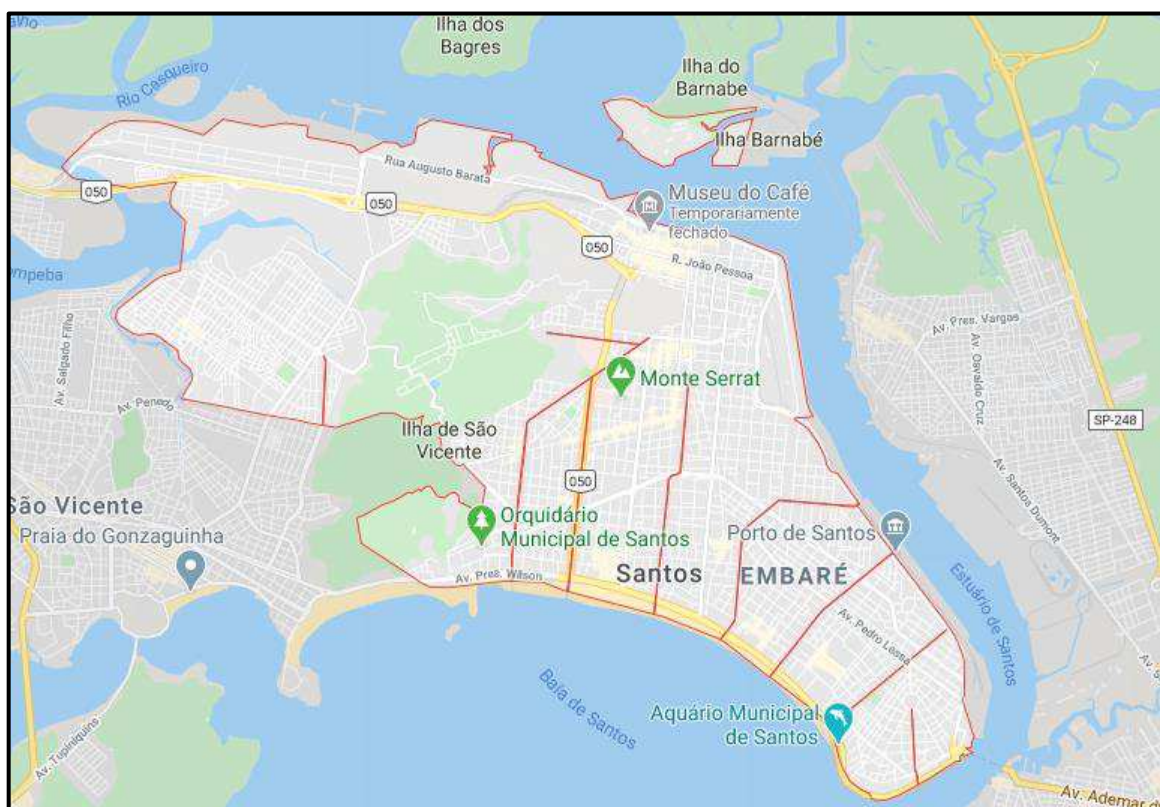 Ilha dos
Bagres
Rio Casqueiro
Ilha do
Barnabe
Ilha Barnabé
Rua Augusto Barata
050
050
Museu do Café
Temporariamente
fechado
050
R. João Pessoa
Av. Pres. Vargas
Av. Osvaldo Cruz
Av. Salgado Filho
Av. Penedo
Monte Serrat
SP-248
Ilha de São
Vicente
050
Av. Santos Dumont
São Vicente
Praia do Gonzaguinha
Orquidário
Municipal de Santos
Porto de Santos
Av. Pres. Wilson
Santos
EMBARÉ
Estuário de Santos
Av. Pedro Lessa
Baía de Santos
Aquário Municipal
de Santos
Av. Tupiniquins
Av. Ademar d